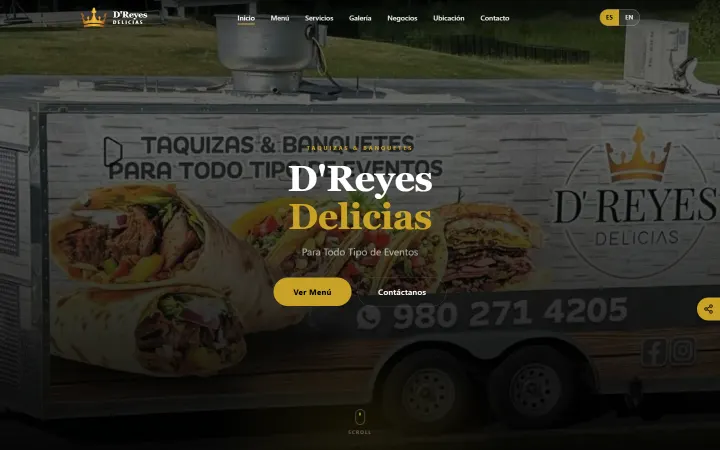 D'Reyes
DELICIAS
Inicio Menú Servicios Galería Negocios Ubicación Contacto
ES EN
TAQUIZAS & BANQUETES
PARA TODO TIPO DE EVENTOS
TAQUIZAS & BANQUETES
D'Reyes
Delicias
Para Todo Tipo de Eventos
Ver Menú Contáctanos
D'REYES
DELICIAS
980 271 4205
SCROLL